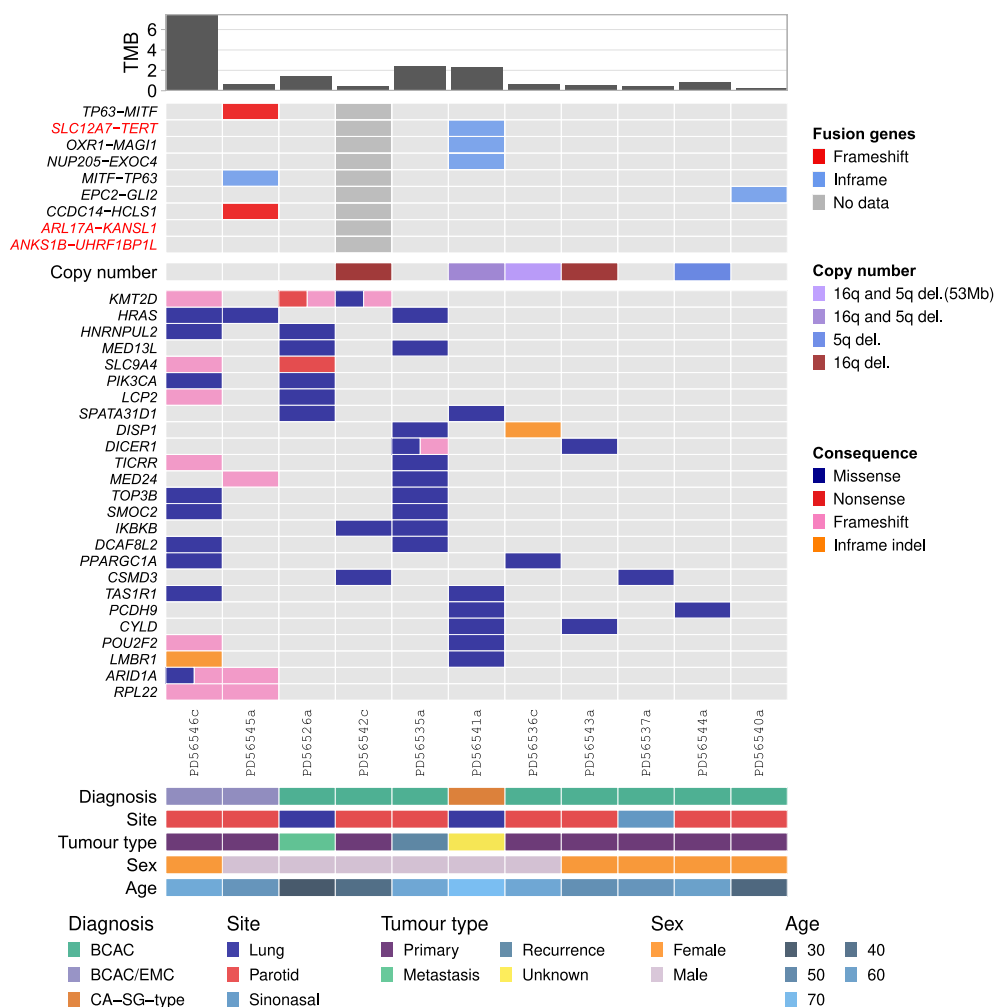 TMB
6
4
2
0
TP63−MITF
SLC12A7−TERT
OXR1−MAGI1
NUP205−EXOC4
MITF−TP63
EPC2−GLI2
CCDC14−HCLS1
ARL17A−KANSL1
ANKS1B−UHRF1BP1L
Fusion genes
Frameshift
Inframe
No data
Copy number
Copy number
16q and 5q del.(53Mb)
16q and 5q del.
5q del.
16q del.
KMT2D
HRAS
HNRNPUL2
MED13L
SLC9A4
PIK3CA
LCP2
SPATA31D1
DISP1
DICER1
TICRR
MED24
TOP3B
SMOC2
IKBKB
DCAF8L2
PPARGC1A
CSMD3
TAS1R1
PCDH9
CYLD
POU2F2
LMBR1
ARID1A
RPL22
Consequence
Missense
Nonsense
Frameshift
Inframe indel
PD56546c
PD56545a
PD56526a
PD56542c
PD56535a
PD56541a
PD56536c
PD56543a
PD56537a
PD56544a
PD56540a
Diagnosis
Site
Tumour type
Sex
Age
Diagnosis
BCAC
BCAC/EMC
CA−SG−type
Site
Lung
Parotid
Sinonasal
Tumour type
Primary
Metastasis
Recurrence
Unknown
Sex
Female
Male
Age
30
50
70
40
60